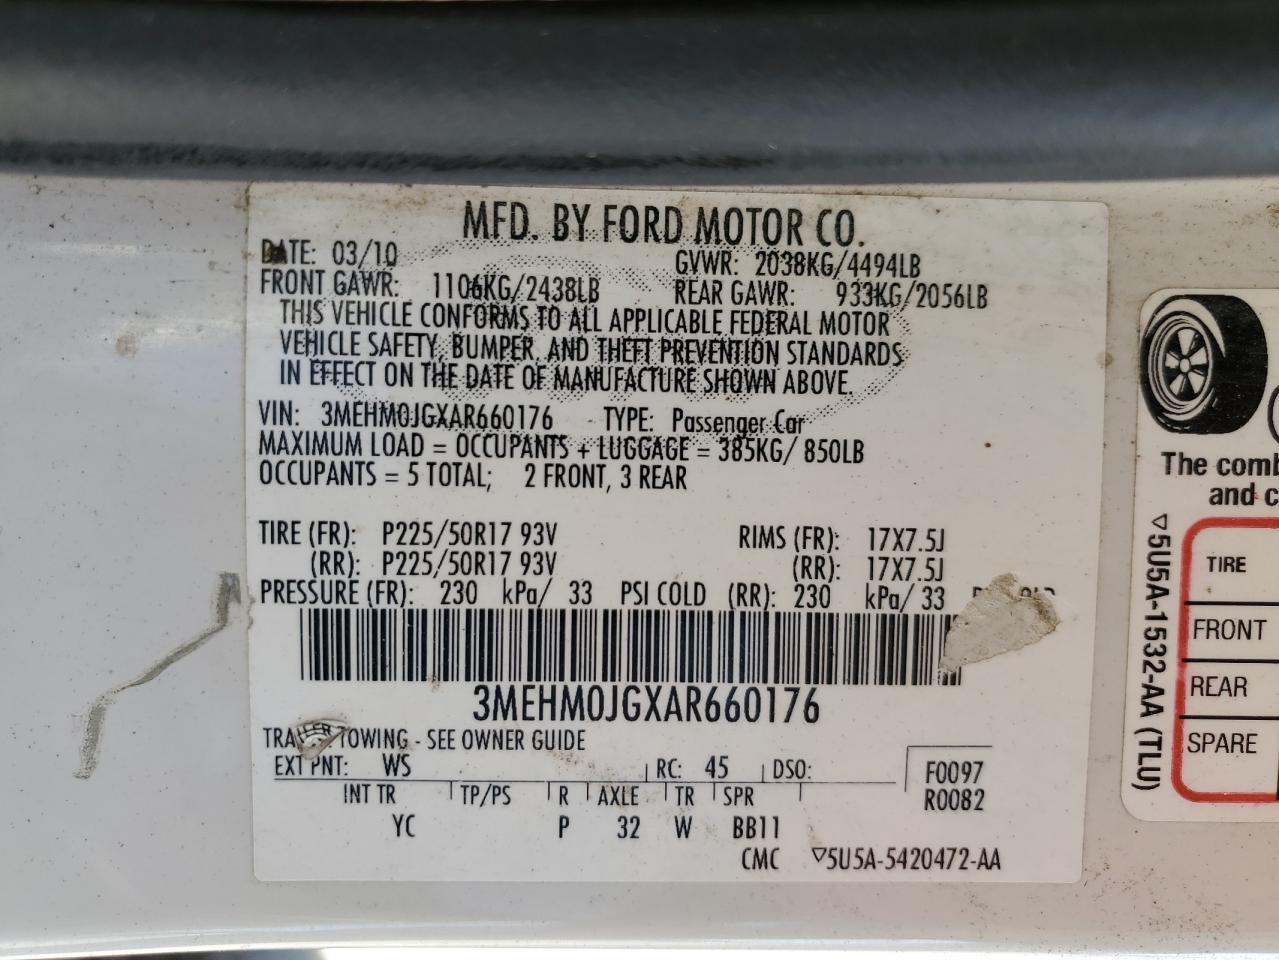 MFD. BY FORD MOTOR CO.
DATE: 03/10 GVWR: 2038KG/4494LB
FRONT GAWR: 1106KG/2438LB REAR GAWR: 933KG/2056LB
THIS VEHICLE CONFORMS TO ALL APPLICABLE FEDERAL MOTOR
VEHICLE SAFETY, BUMPER, AND THEFT PREVENTION STANDARDS
IN EFFECT ON THE DATE OF MANUFACTURE SHOWN ABOVE.
VIN: 3MEHM0JGXAR660176 TYPE: Passenger Car
MAXIMUM LOAD = OCCUPANTS + LUGGAGE = 385KG/ 850LB
OCCUPANTS = 5 TOTAL; 2 FRONT, 3 REAR
TIRE (FR): P225/50R17 93V RIMS (FR): 17X7.5J
(RR): P225/50R17 93V (RR): 17X7.5J
PRESSURE (FR): 230 kPa/ 33 PSI COLD (RR): 230 kPa/ 33
3MEHM0JGXAR660176
TOWING - SEE OWNER GUIDE
EXT PNT: WS RC: 45 DSO:
INT TR TP/PS R AXLE TR SPR
YC P 32 W BB11
F0097
R0082
CMC ▽5U5A-5420472-AA
The
and
TIRE
FRONT
REAR
SPARE
▽5U5A-1532-AA (TLU)